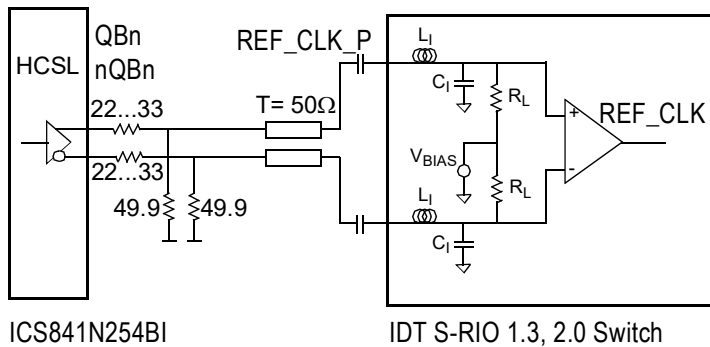 HCSL
QBn
nQBn
22...33
22...33
49.9
49.9
T= 50Ω
REF_CLK_P
LI
CI
RL
VBIAS
RL
LI
CI
+
-
REF_CLK
ICS841N254BI
IDT S-RIO 1.3, 2.0 Switch